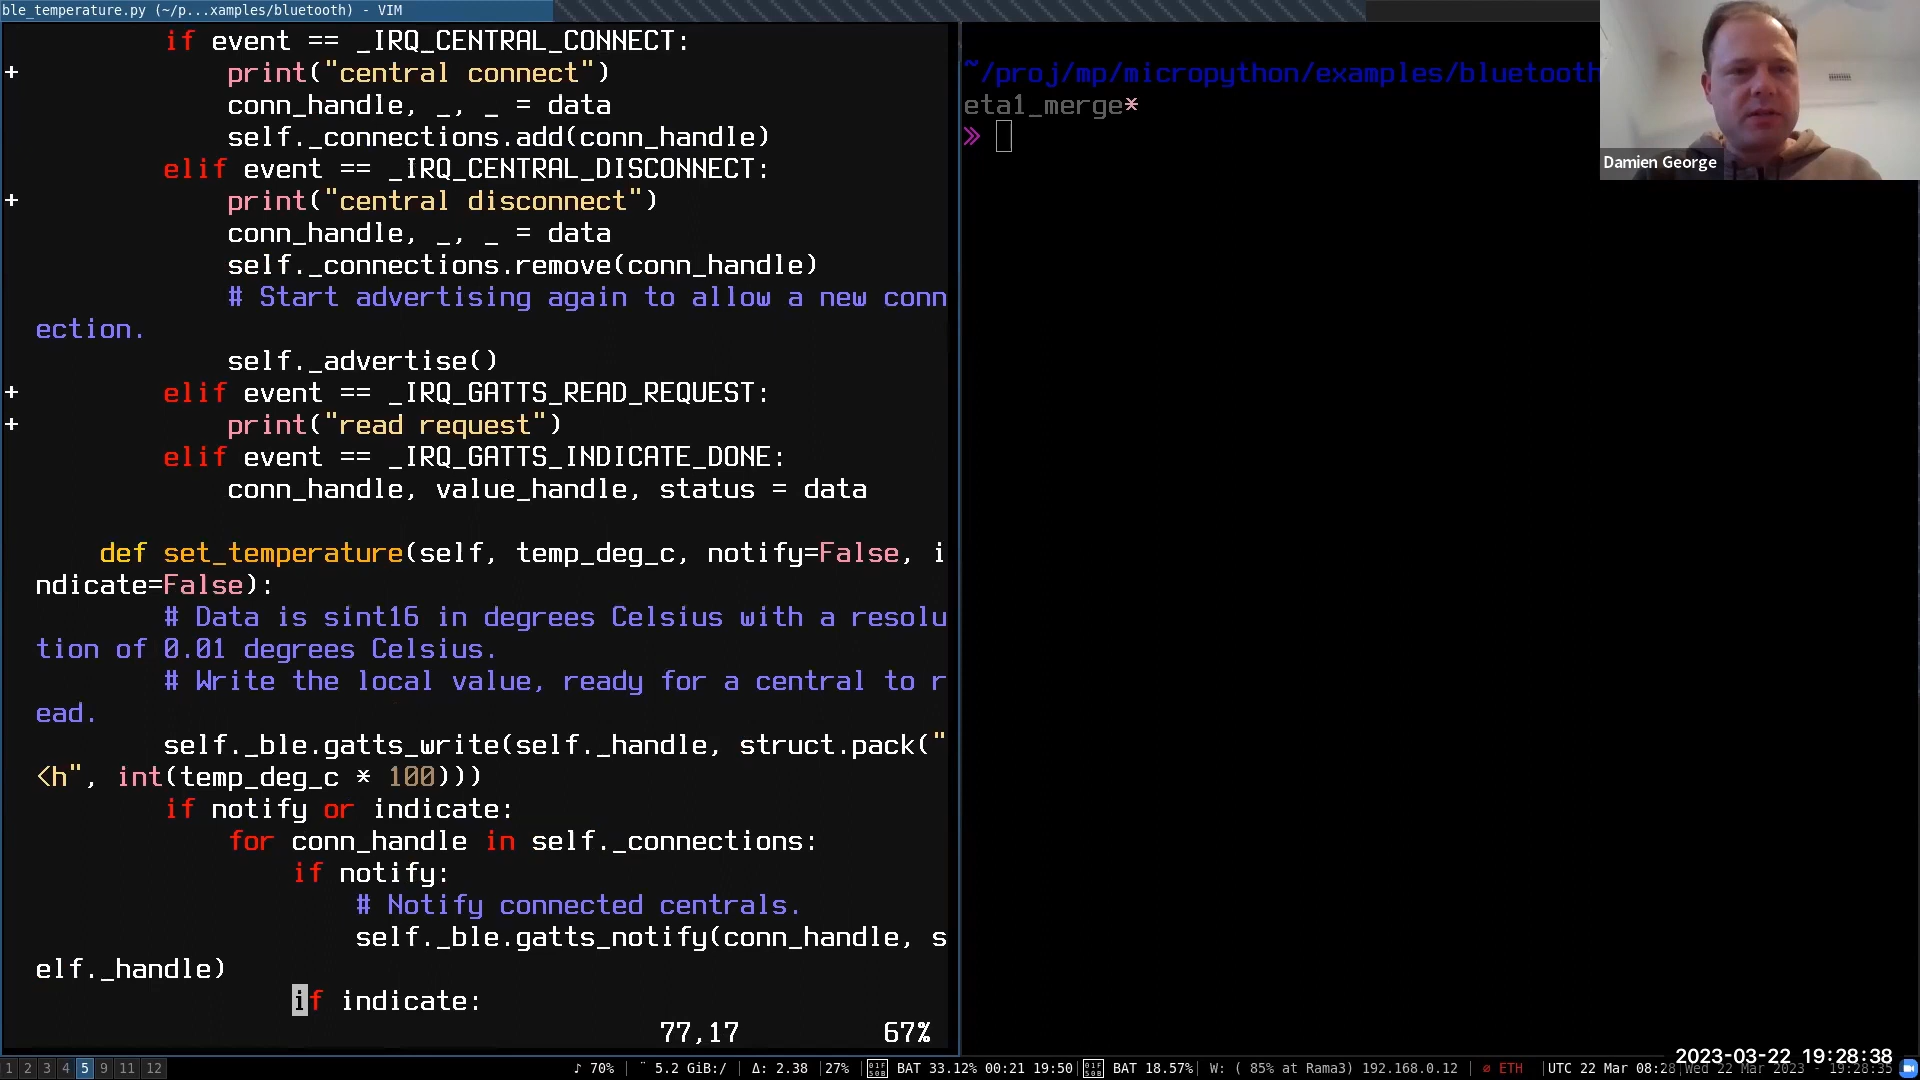 ble_temperature.py (~/p...xamples/bluetooth) - VIM
if event == _IRQ_CENTRAL_CONNECT:
+ print("central connect")
conn_handle, _, _ = data
self._connections.add(conn_handle)
elif event == _IRQ_CENTRAL_DISCONNECT:
+ print("central disconnect")
conn_handle, _, _ = data
self._connections.remove(conn_handle)
# Start advertising again to allow a new conn
ection.
self._advertise()
+ elif event == _IRQ_GATTS_READ_REQUEST:
+ print("read request")
elif event == _IRQ_GATTS_INDICATE_DONE:
conn_handle, value_handle, status = data
def set_temperature(self, temp_deg_c, notify=False, i
ndicate=False):
# Data is sint16 in degrees Celsius with a resolu
tion of 0.01 degrees Celsius.
# Write the local value, ready for a central to r
ead.
self._ble.gatts_write(self._handle, struct.pack("
<h", int(temp_deg_c * 100)))
if notify or indicate:
for conn_handle in self._connections:
if notify:
# Notify connected centrals.
self._ble.gatts_notify(conn_handle, s
elf._handle)
if indicate:
77,17 67%
~/proj/mp/micropython/examples/bluetooth
eta1_merge*
»
Damien George
2023-03-22 19:28:38
1 2 3 4 5 9 11 12
♪ 70% | 5.2 GiB:/ | Δ: 2.38 |27% | BAT 33.12% 00:21 19:50| BAT 18.57%| W: ( 85% at Rama3) 192.168.0.12 | ⌀ ETH |UTC 22 Mar 08:28|Wed 22 Mar 2023 - 19:28:35